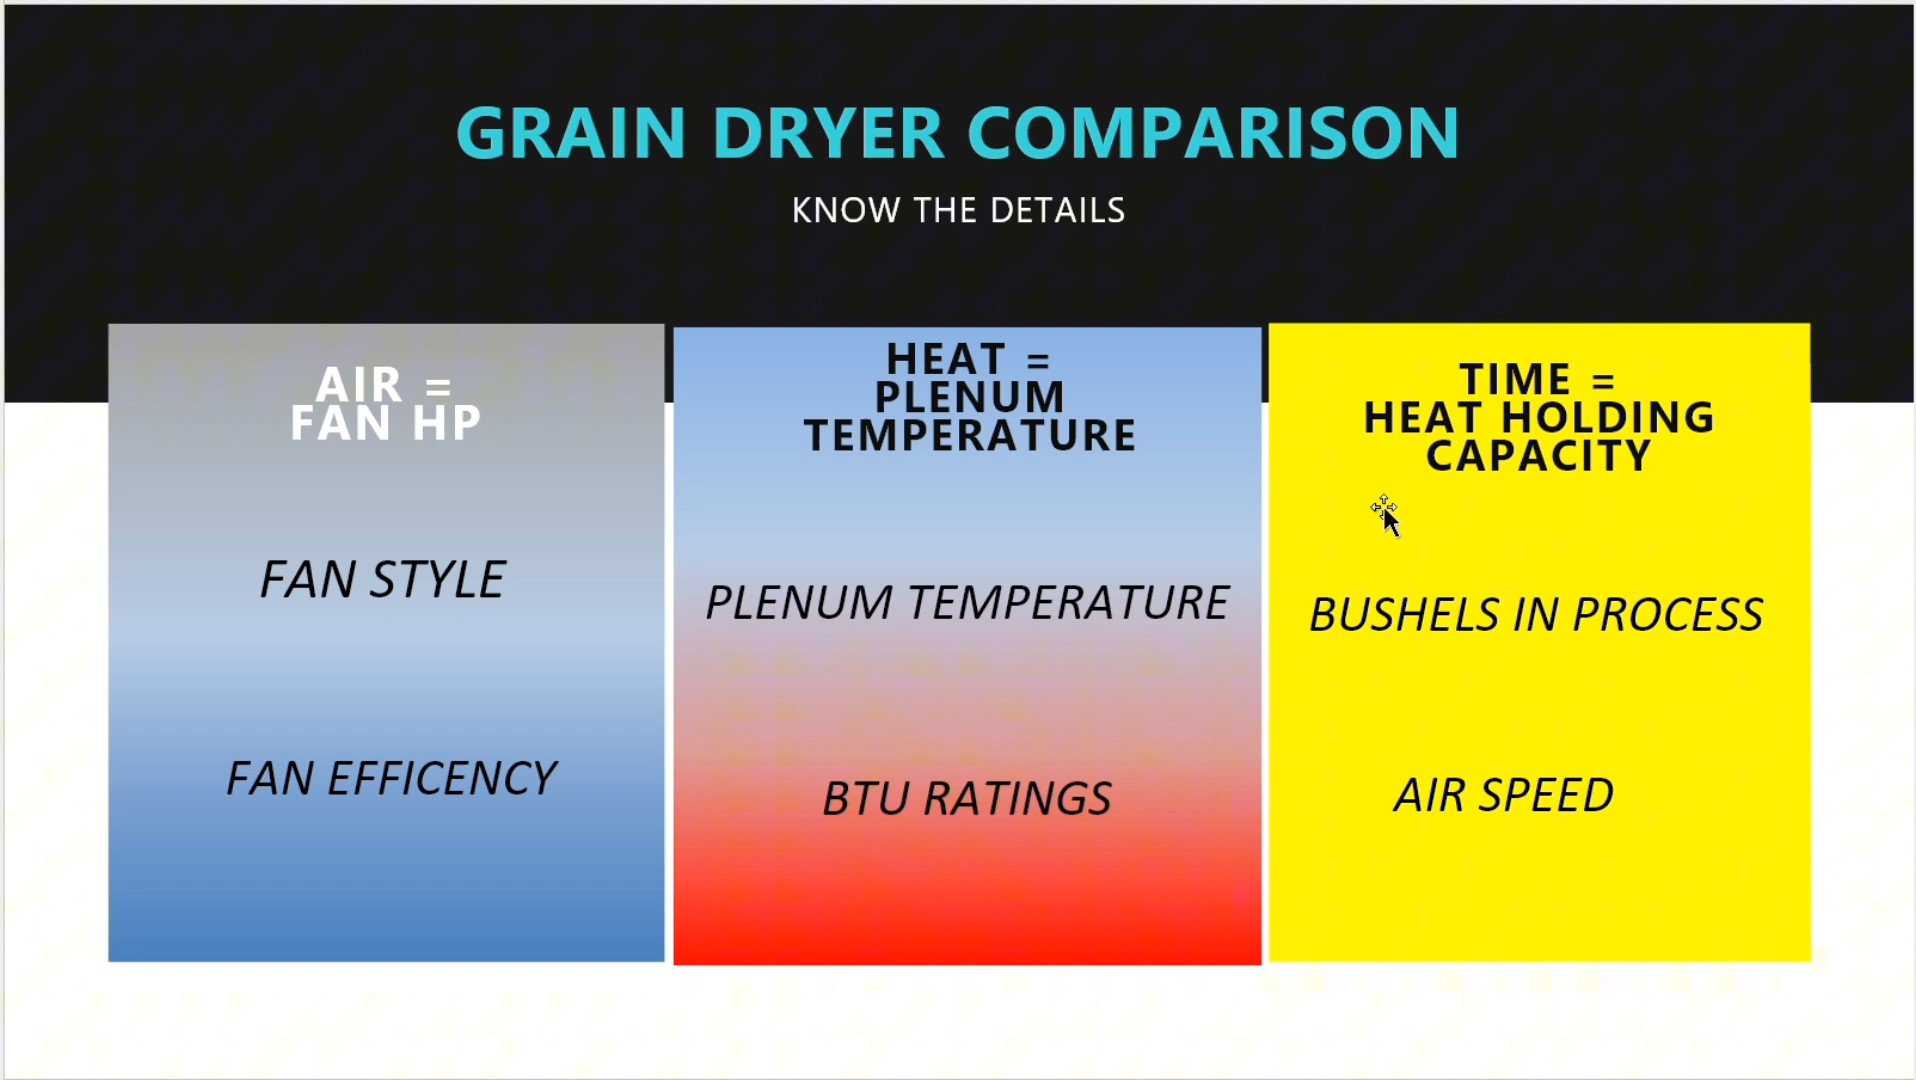 GRAIN DRYER COMPARISON
KNOW THE DETAILS
AIR =
FAN HP
FAN STYLE
FAN EFFICENCY
HEAT =
PLENUM
TEMPERATURE
PLENUM TEMPERATURE
BTU RATINGS
TIME =
HEAT HOLDING
CAPACITY
BUSHELS IN PROCESS
AIR SPEED